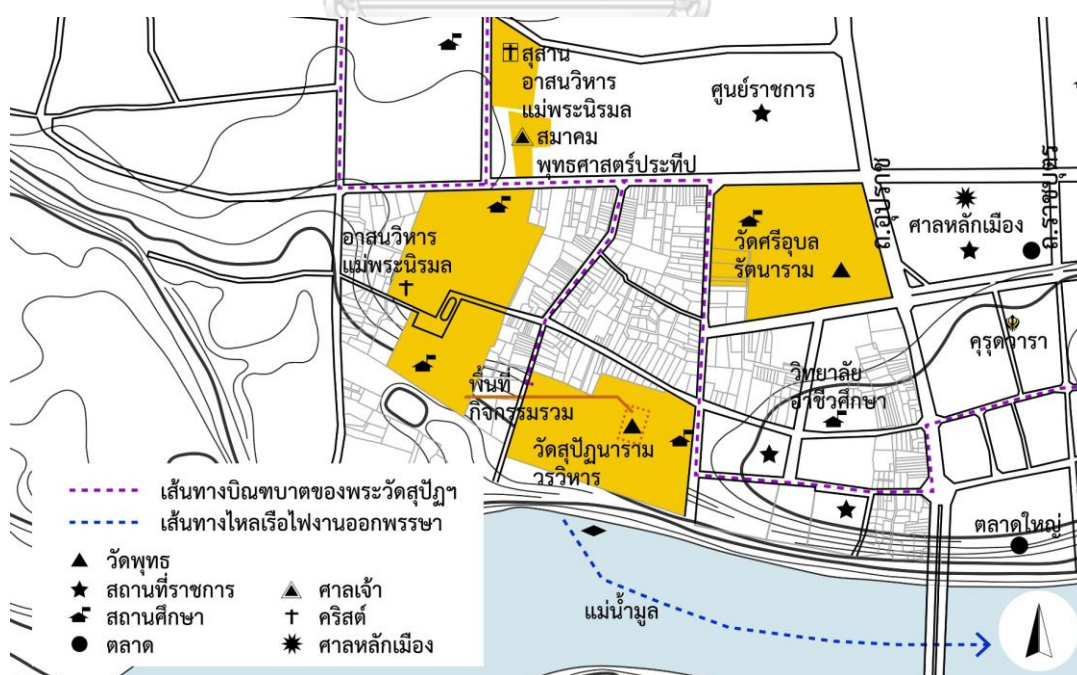 สุสาน
อาสนวิหาร
แม่พระนิรมล
สมาคม
พุทธศาสตร์ประทีป
ศูนย์ราชการ
ถ.อุปราช
ถ.ราชบุตร
ศาลหลักเมือง
อาสนวิหาร
แม่พระนิรมล
วัดศรีอุบล
รัตนาราม
คุรุดวารา
วิทยาลัย
อาชีวศึกษา
พื้นที่
กิจกรรมรวม
วัดสุปัฏนาราม
วรวิหาร
ตลาดใหญ่
แม่น้ำมูล
เส้นทางบิณฑบาตของพระวัดสุปัฏฯ
เส้นทางไหลเรือไฟงานออกพรรษา
วัดพุทธ
สถานที่ราชการ
ศาลเจ้า
สถานศึกษา
คริสต์
ตลาด
ศาลหลักเมือง